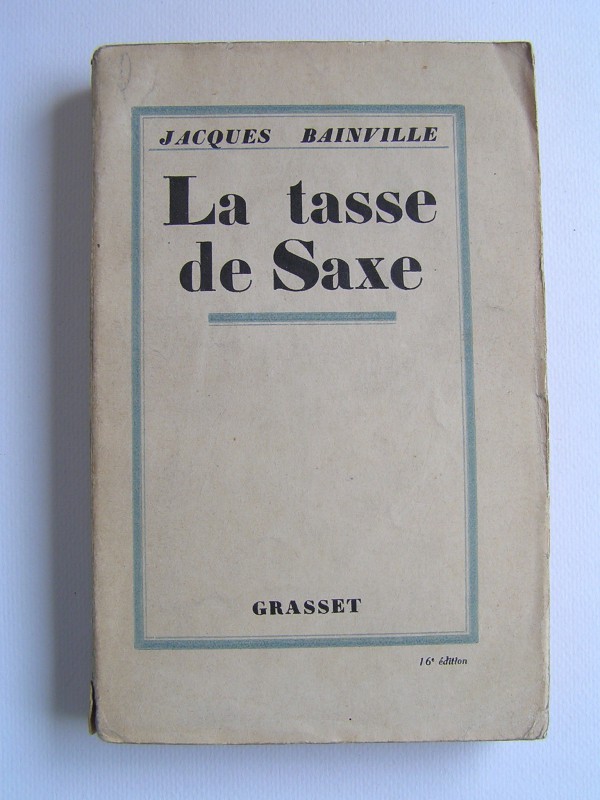 JACQUES BAINVILLE
La tasse
de Saxe
GRASSET
16e édition